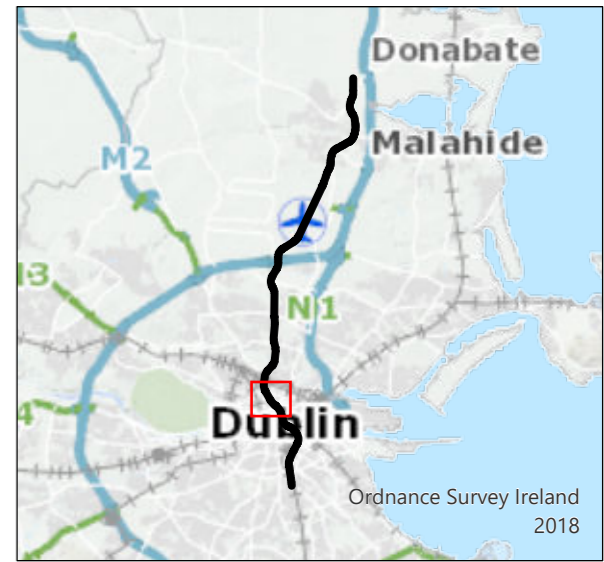 Donabate
M2
Malahide
N1
Dublin
Ordnance Survey Ireland
2018